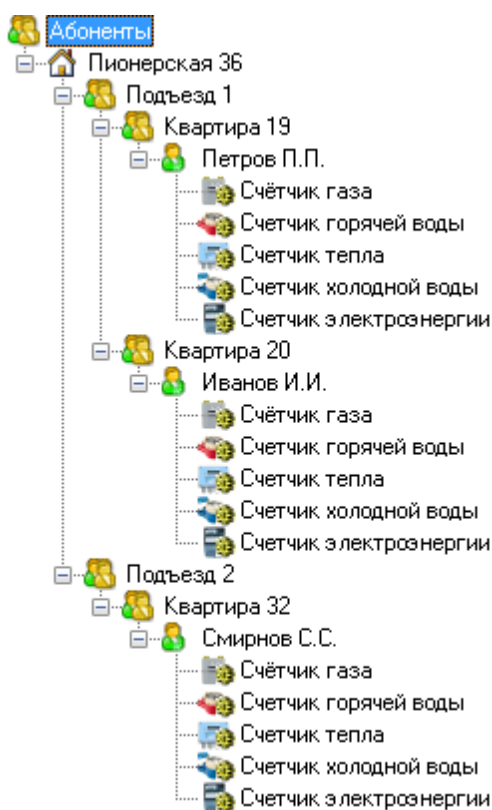 Абоненты
Пионерская 36
Подъезд 1
Квартира 19
Петров П.П.
Счётчик газа
Счетчик горячей воды
Счетчик тепла
Счетчик холодной воды
Счетчик электроэнергии
Квартира 20
Иванов И.И.
Счётчик газа
Счетчик горячей воды
Счетчик тепла
Счетчик холодной воды
Счетчик электроэнергии
Подъезд 2
Квартира 32
Смирнов С.С.
Счётчик газа
Счетчик горячей воды
Счетчик тепла
Счетчик холодной воды
Счетчик электроэнергии